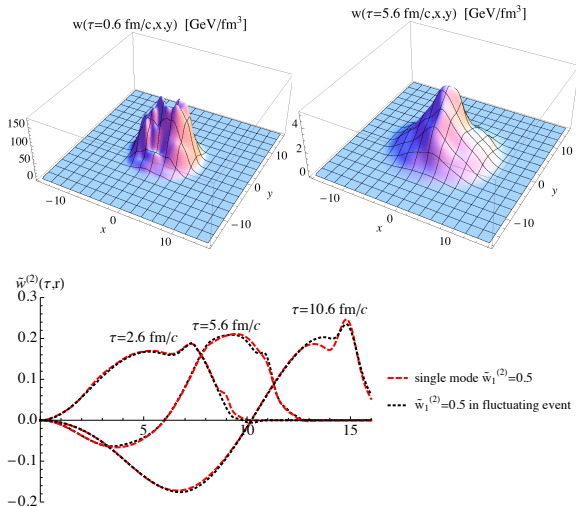 w(τ=0.6 fm/c,x,y) [GeV/fm³]
w(τ=5.6 fm/c,x,y) [GeV/fm³]
150
100
50
0
−10
0
x
10
−10
0
y
10
4
2
0
−10
0
x
10
−10
0
y
10
w̃⁽²⁾(τ,r)
0.3
0.2
0.1
0.0
−0.1
−0.2
5
10
15
τ=2.6 fm/c
τ=5.6 fm/c
τ=10.6 fm/c
single mode w̃₁⁽²⁾=0.5
w̃₁⁽²⁾=0.5 in fluctuating event